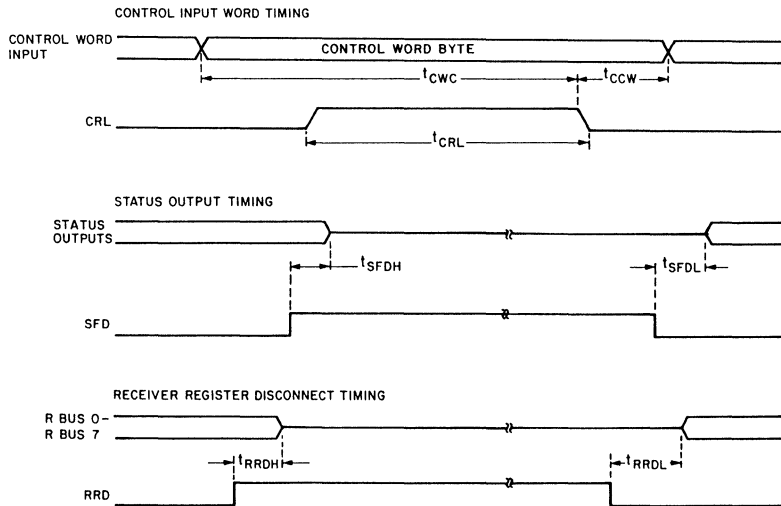 CONTROL INPUT WORD TIMING
CONTROL WORD
INPUT
CONTROL WORD BYTE
tCWC
tCCW
CRL
tCRL
STATUS OUTPUT TIMING
STATUS
OUTPUTS
tSFDH
tSFDL
SFD
RECEIVER REGISTER DISCONNECT TIMING
R BUS 0-
R BUS 7
tRRDH
tRRDL
RRD